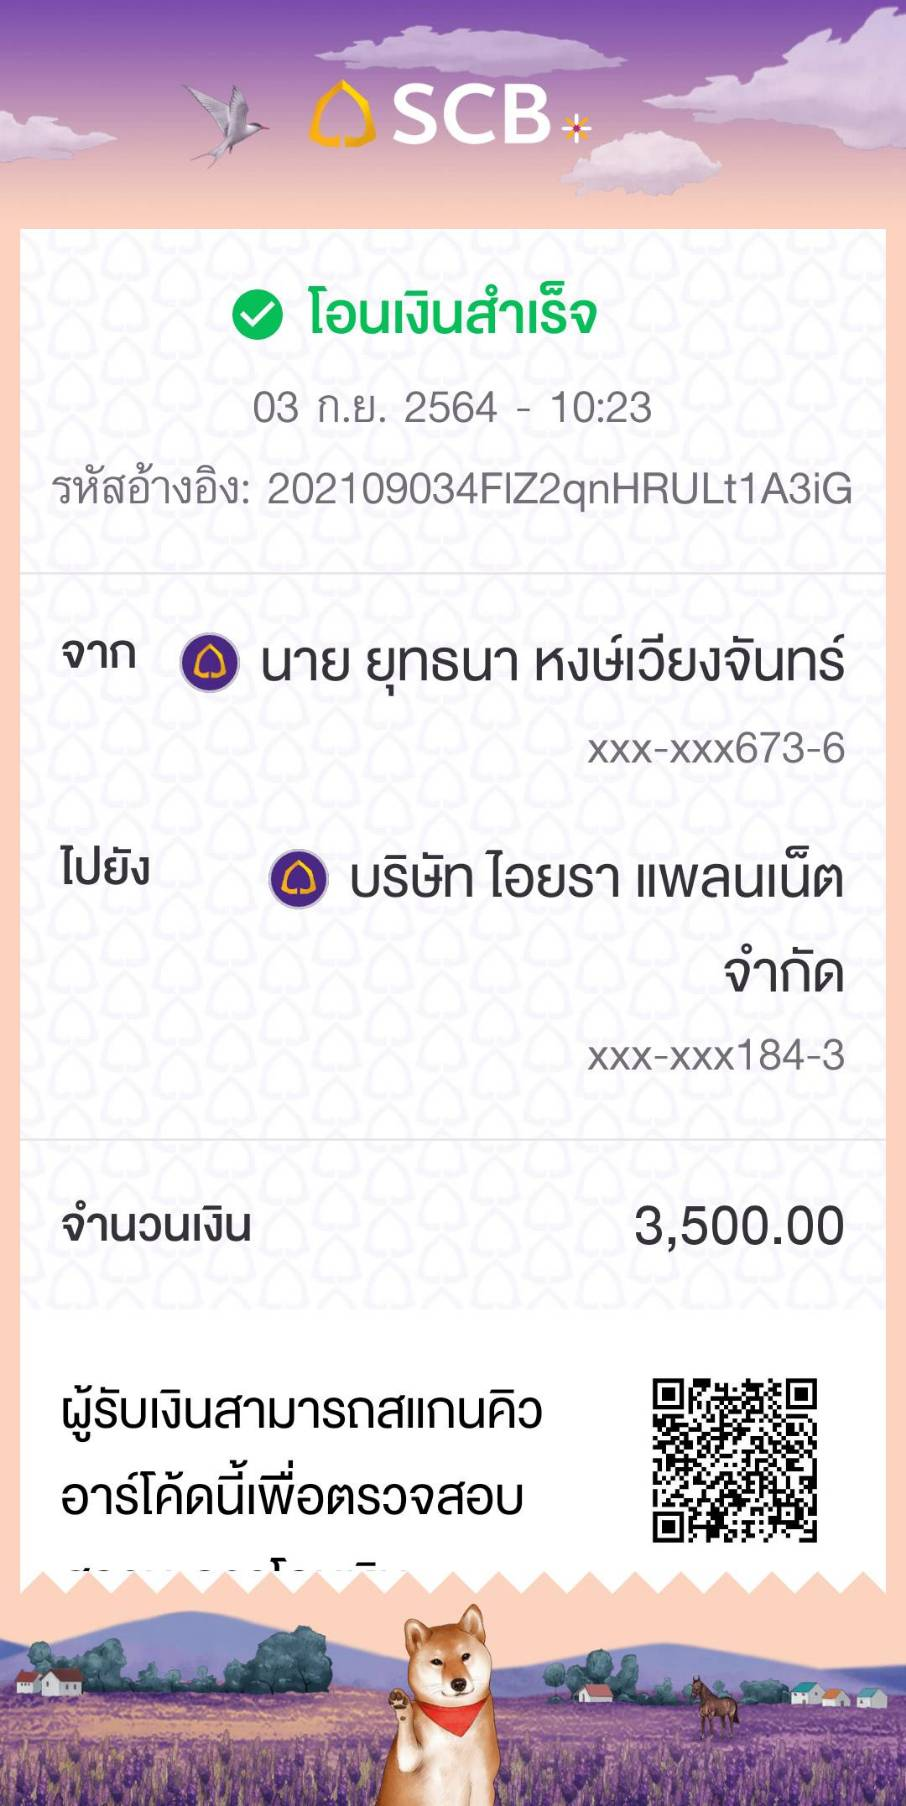 SCB
โอนเงินสำเร็จ
03 ก.ย. 2564 - 10:23
รหัสอ้างอิง: 202109034FIZ2qnHRULt1A3iG
จาก นาย ยุทธนา หงษ์เวียงจันทร์
xxx-xxx673-6
ไปยัง บริษัท ไอยรา แพลนเน็ต
จำกัด
xxx-xxx184-3
จำนวนเงิน 3,500.00
ผู้รับเงินสามารถสแกนคิว
อาร์โค้ดนี้เพื่อตรวจสอบ